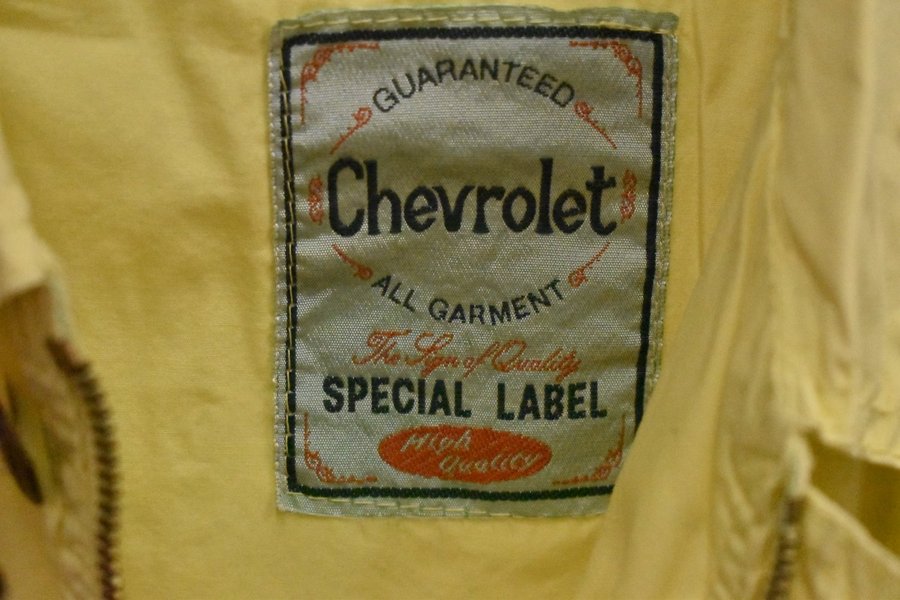 GUARANTEED
Chevrolet
ALL GARMENT
The Sign of Quality
SPECIAL LABEL
High
Quality